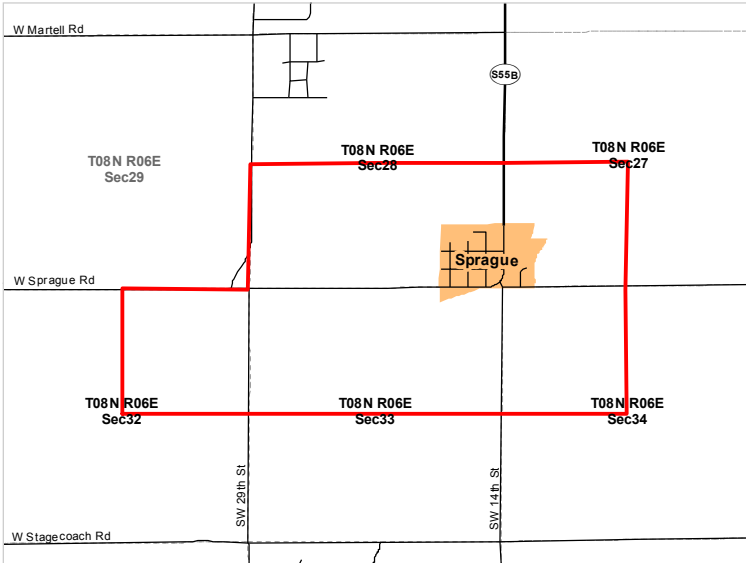 W Martell Rd
S55B
T08N R06E
Sec29
T08N R06E
Sec28
T08N R06E
Sec27
Sprague
W Sprague Rd
T08N R06E
Sec32
T08N R06E
Sec33
T08N R06E
Sec34
SW 29th St
SW 14th St
W Stagecoach Rd